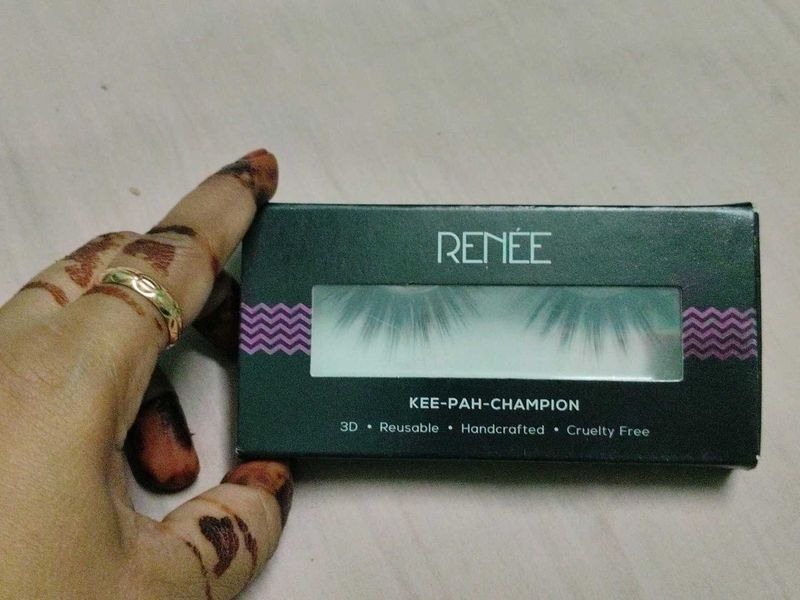 RENÉE
KEE-PAH-CHAMPION
3D • Reusable • Handcrafted • Cruelty Free